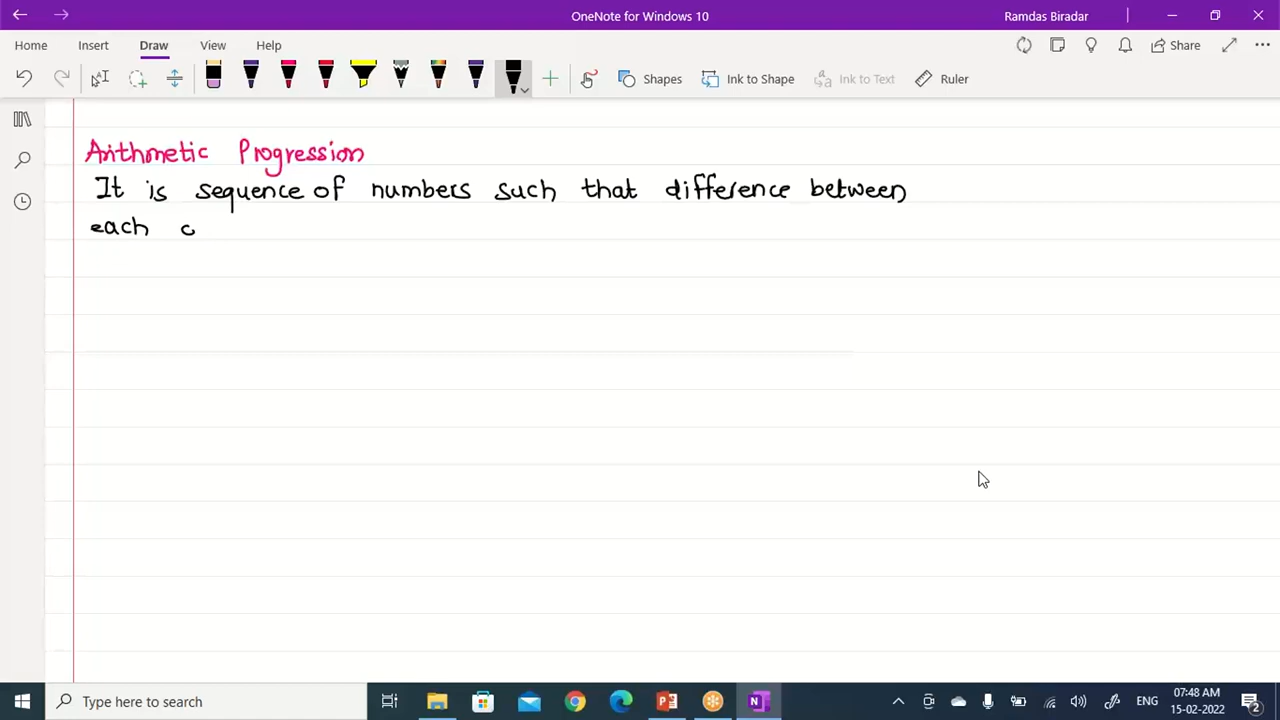 OneNote for Windows 10
Ramdas Biradar
Home Insert Draw View Help
Share
Shapes Ink to Shape Ink to Text Ruler
Arithmetic Progression
It is sequence of numbers such that difference between
each c
Type here to search
ENG
07:48 AM
15-02-2022
2